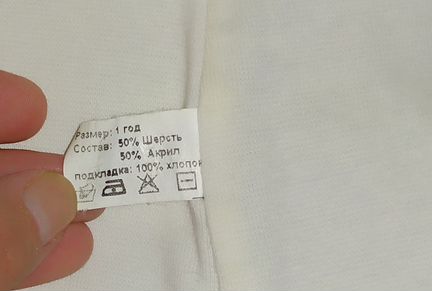 Размер: 1 год
Состав: 50% Шерсть
50% Акрил
подкладка: 100% хлопок